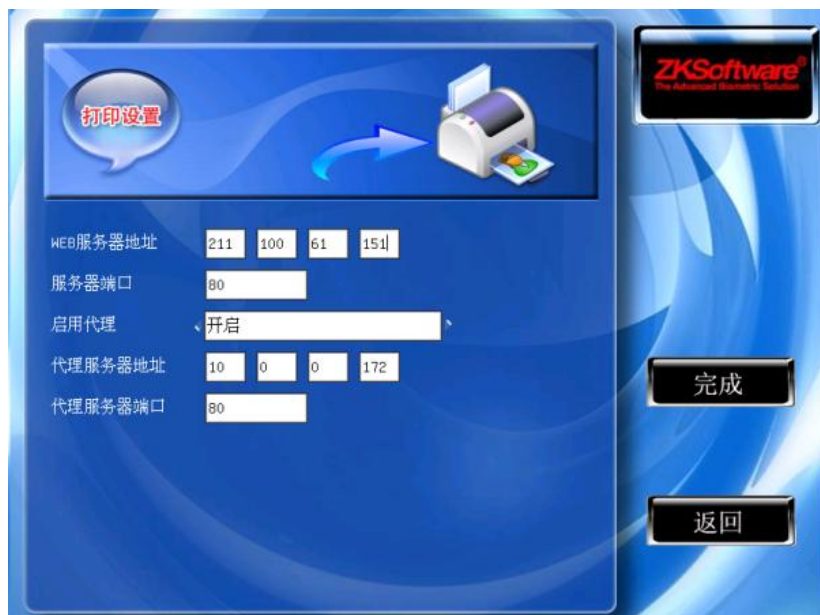 打印设置
ZKSoftware®
The Advanced Biometric Solution
WEB服务器地址 211 100 61 151
服务器端口 80
启用代理 开启
代理服务器地址 10 0 0 172
代理服务器端口 80
完成
返回